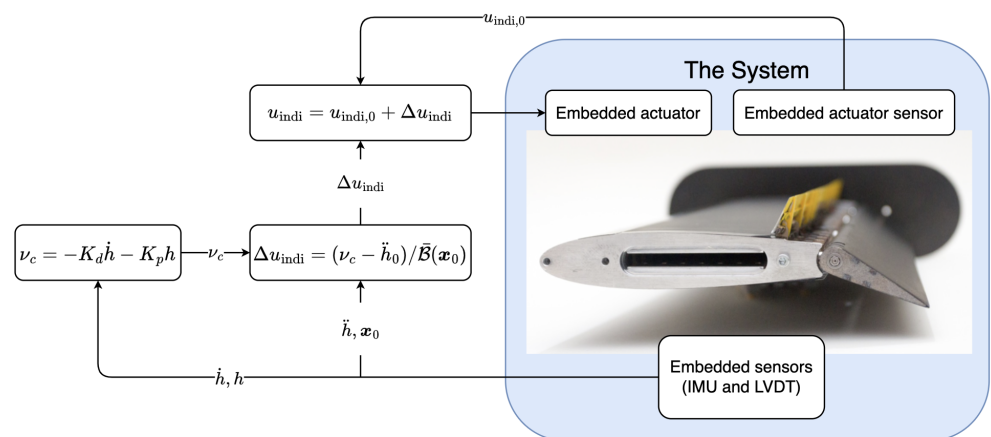 u_indi,0
The System
u_indi = u_indi,0 + Δu_indi
Embedded actuator
Embedded actuator sensor
Δu_indi
ν_c = −K_d ḣ − K_p h
ν_c
Δu_indi = (ν_c − ḧ_0)/ℬ̄(𝒙_0)
ḧ, 𝒙_0
ḣ, h
Embedded sensors
(IMU and LVDT)